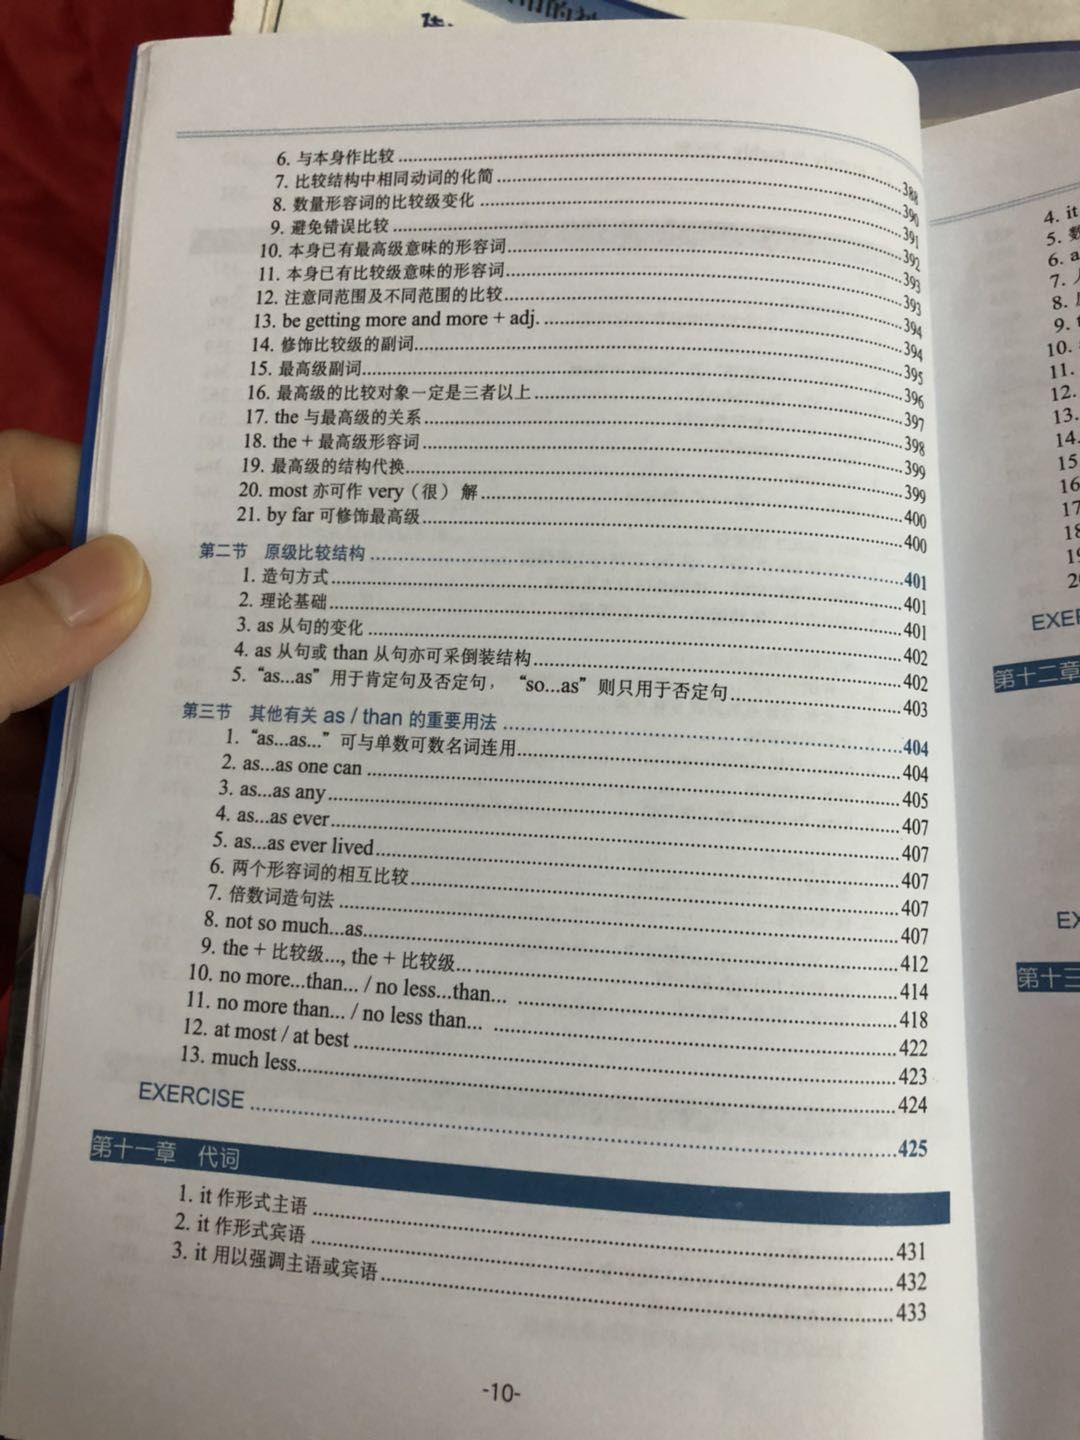 6. 与本身作比较 388
7. 比较结构中相同动词的化简 390
8. 数量形容词的比较级变化 391
9. 避免错误比较 392
10. 本身已有最高级意味的形容词 393
11. 本身已有比较级意味的形容词 393
12. 注意同范围及不同范围的比较 394
13. be getting more and more + adj. 394
14. 修饰比较级的副词 395
15. 最高级副词 396
16. 最高级的比较对象一定是三者以上 397
17. the 与最高级的关系 398
18. the + 最高级形容词 399
19. 最高级的结构代换 399
20. most 亦可作 very（很）解 400
21. by far 可修饰最高级 400
第二节 原级比较结构 401
1. 造句方式 401
2. 理论基础 401
3. as 从句的变化 402
4. as 从句或 than 从句亦可采倒装结构 402
5. “as...as”用于肯定句及否定句，“so...as”则只用于否定句 403
第三节 其他有关 as / than 的重要用法 404
1. “as...as...”可与单数可数名词连用 404
2. as...as one can 405
3. as...as any 407
4. as...as ever 407
5. as...as ever lived 407
6. 两个形容词的相互比较 407
7. 倍数词造句法 407
8. not so much...as 412
9. the + 比较级..., the + 比较级... 414
10. no more...than... / no less...than... 418
11. no more than... / no less than... 422
12. at most / at best 423
13. much less 424
EXERCISE 425
第十一章 代词
1. it 作形式主语 431
2. it 作形式宾语 432
3. it 用以强调主语或宾语 433
-10-
4. it
5. 数
6. a
7.
8.
9. t
10.
11.
12.
13.
14.
15
16
17
18
第十二章